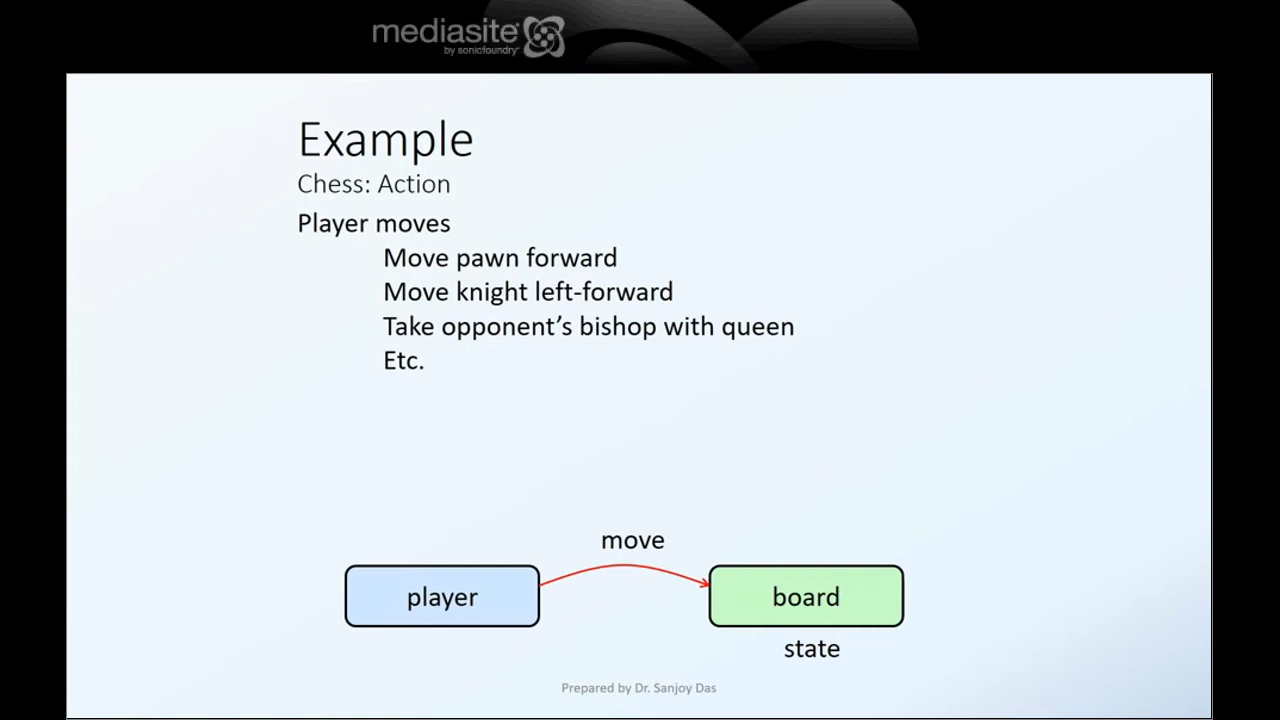 mediasite
by sonicfoundry
Example
Chess: Action
Player moves
Move pawn forward
Move knight left-forward
Take opponent’s bishop with queen
Etc.
move
player
board
state
Prepared by Dr. Sanjoy Das